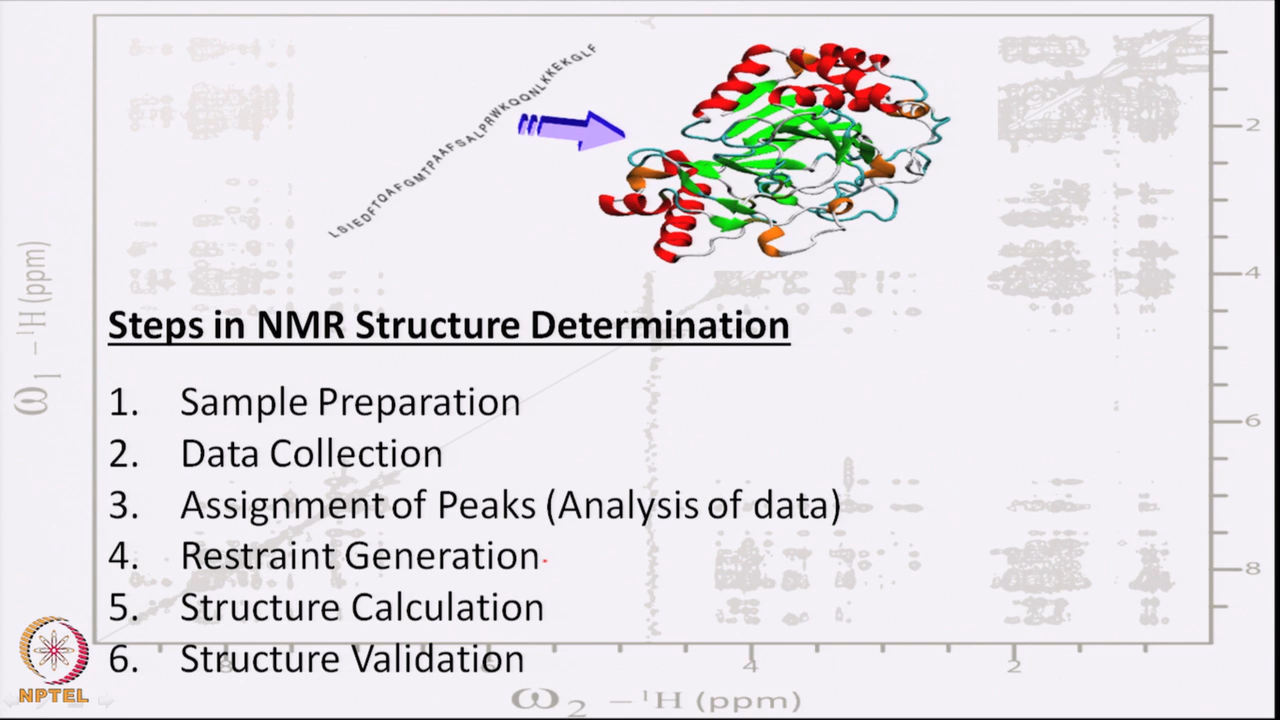 LSIEDFTQAFGMTPAAFSALPRWKQQNLKKEKGLF
2
4
6
8
ω1 – 1H (ppm)
Steps in NMR Structure Determination
1. Sample Preparation
2. Data Collection
3. Assignment of Peaks (Analysis of data)
4. Restraint Generation
5. Structure Calculation
6. Structure Validation
8 6 4 2
ω2 – 1H (ppm)
NPTEL